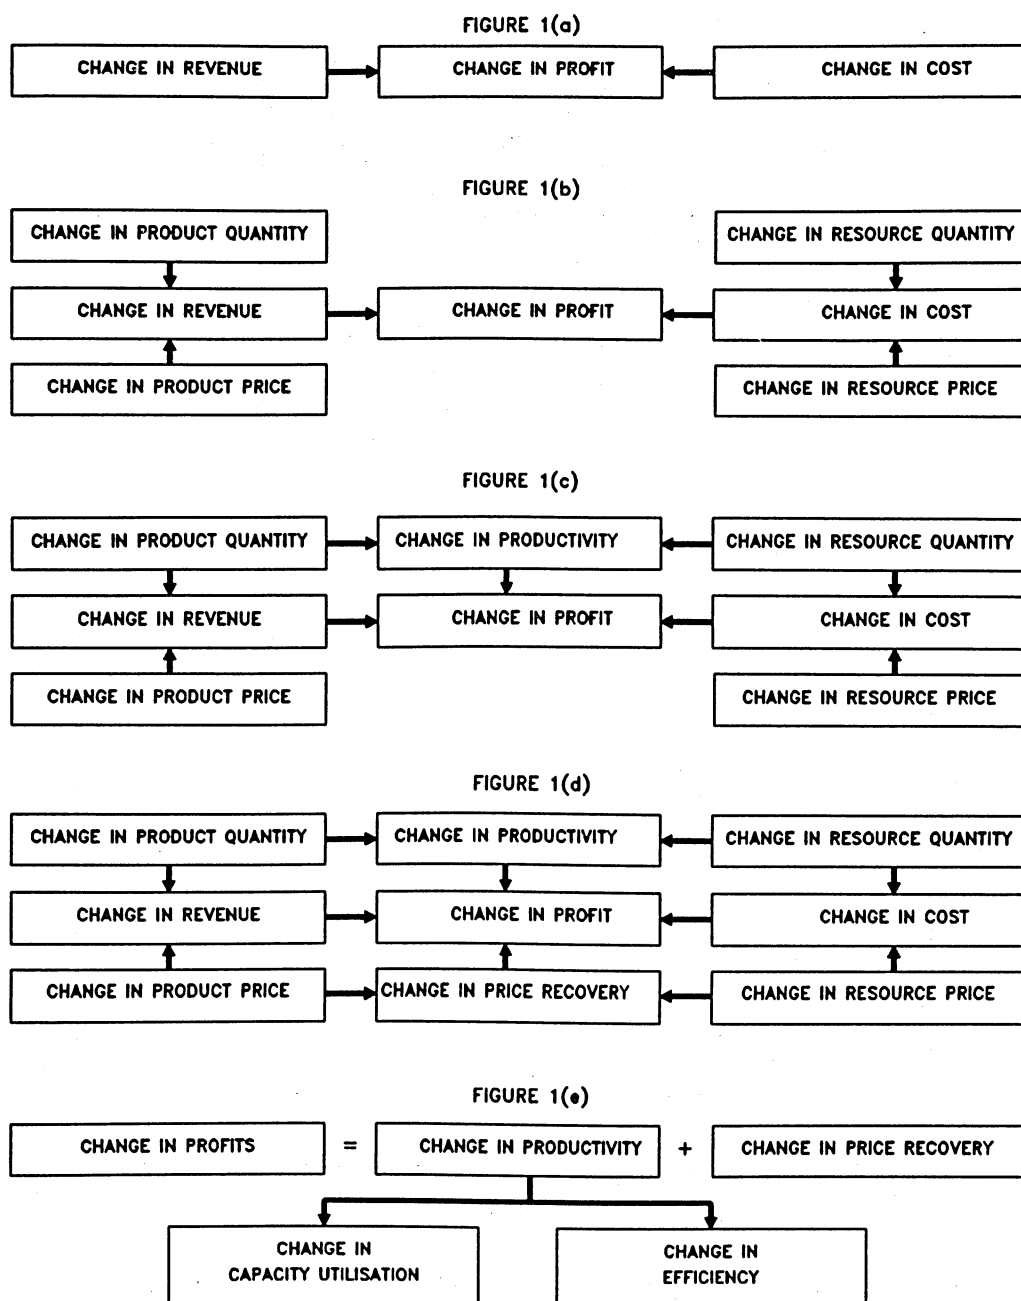 FIGURE 1(a)
CHANGE IN REVENUE
CHANGE IN PROFIT
CHANGE IN COST
FIGURE 1(b)
CHANGE IN PRODUCT QUANTITY
CHANGE IN RESOURCE QUANTITY
CHANGE IN REVENUE
CHANGE IN PROFIT
CHANGE IN COST
CHANGE IN PRODUCT PRICE
CHANGE IN RESOURCE PRICE
FIGURE 1(c)
CHANGE IN PRODUCT QUANTITY
CHANGE IN PRODUCTIVITY
CHANGE IN RESOURCE QUANTITY
CHANGE IN REVENUE
CHANGE IN PROFIT
CHANGE IN COST
CHANGE IN PRODUCT PRICE
CHANGE IN RESOURCE PRICE
FIGURE 1(d)
CHANGE IN PRODUCT QUANTITY
CHANGE IN PRODUCTIVITY
CHANGE IN RESOURCE QUANTITY
CHANGE IN REVENUE
CHANGE IN PROFIT
CHANGE IN COST
CHANGE IN PRODUCT PRICE
CHANGE IN PRICE RECOVERY
CHANGE IN RESOURCE PRICE
FIGURE 1(e)
CHANGE IN PROFITS = CHANGE IN PRODUCTIVITY + CHANGE IN PRICE RECOVERY
CHANGE IN
CAPACITY UTILISATION
CHANGE IN
EFFICIENCY